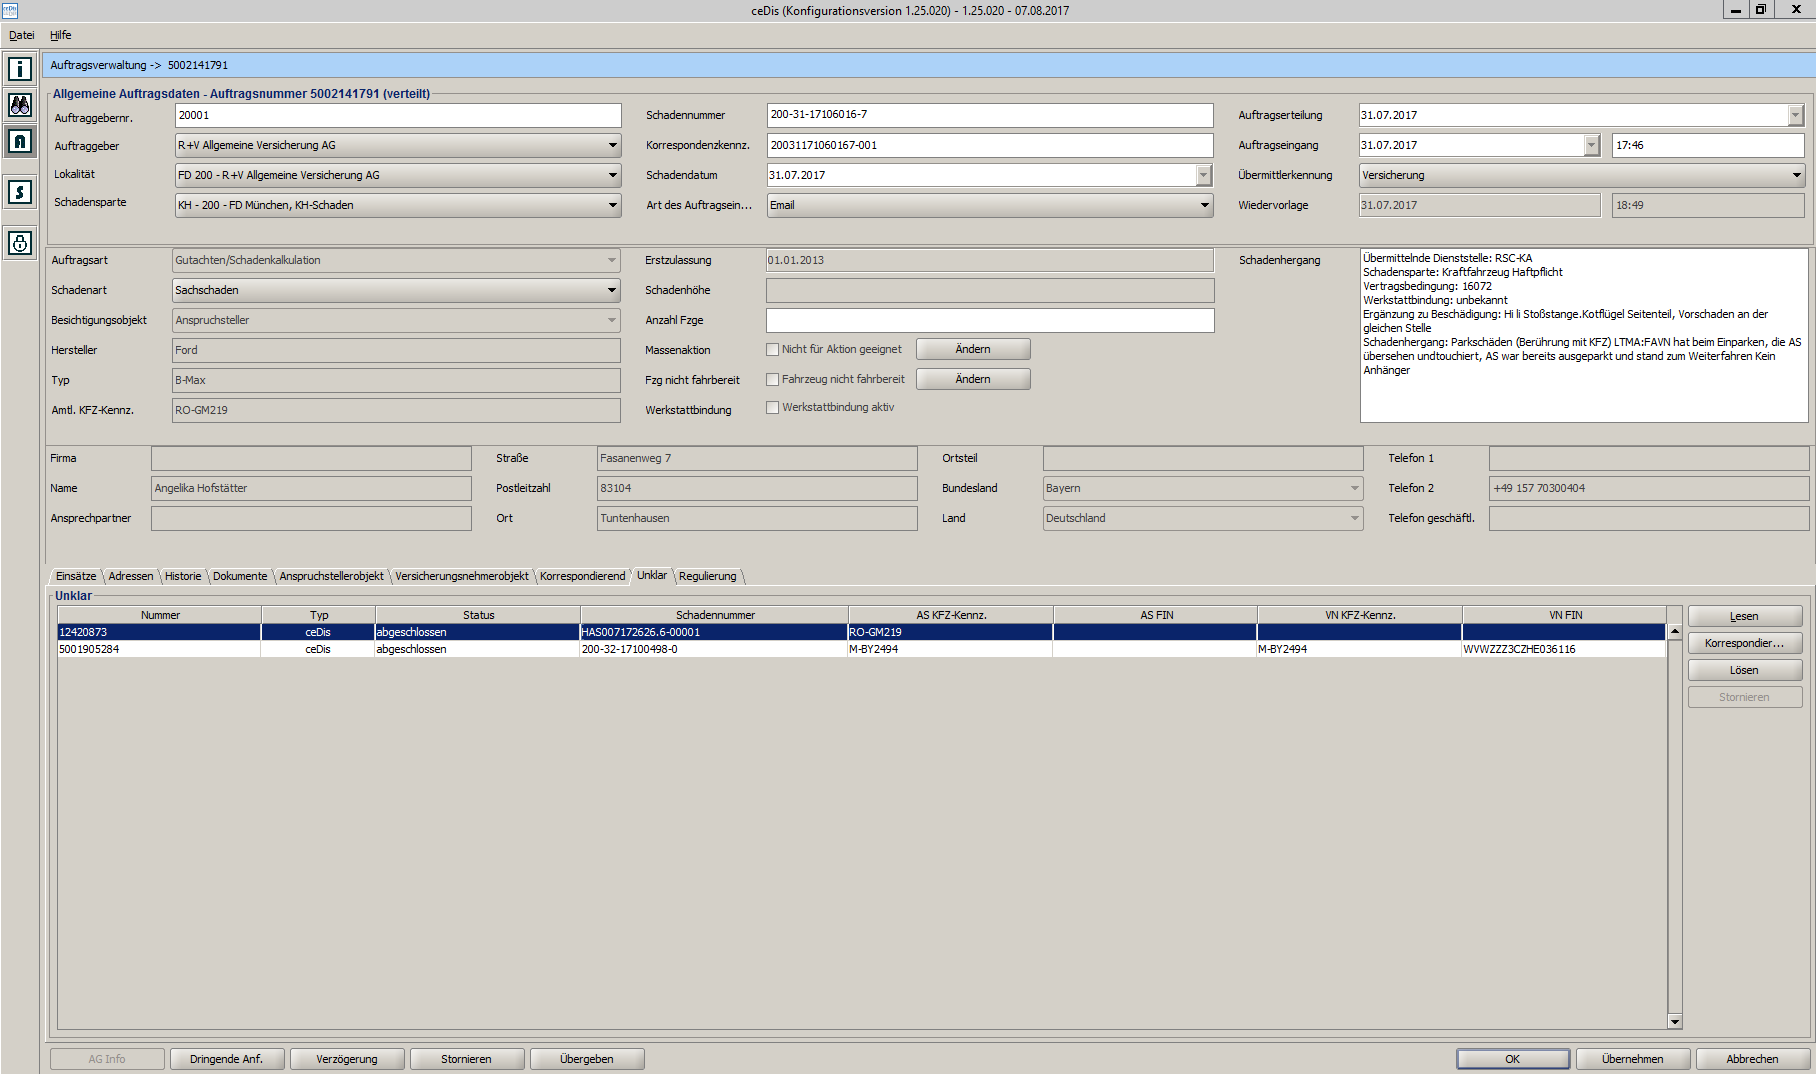 ceDis (Konfigurationsversion 1.25.020) - 1.25.020 - 07.08.2017
Datei Hilfe
Auftragsverwaltung -> 5002141791
Allgemeine Auftragsdaten - Auftragsnummer 5002141791 (verteilt)
Auftraggebernr. 20001 Schadennummer 200-31-17106016-7 Auftragserteilung 31.07.2017
Auftraggeber R+V Allgemeine Versicherung AG Korrespondenzkennz. 20031171060167-001 Auftragseingang 31.07.2017 17:46
Lokalität FD 200 - R+V Allgemeine Versicherung AG Schadendatum 31.07.2017 Übermittlerkennung Versicherung
Schadensparte KH - 200 - FD München, KH-Schaden Art des Auftragsein... Email Wiedervorlage 31.07.2017 18:49
Auftragsart Gutachten/Schadenkalkulation Erstzulassung 01.01.2013 Schadenhergang
Schadenart Sachschaden Schadenhöhe
Besichtigungsobjekt Anspruchsteller Anzahl Fzge
Hersteller Ford Massenaktion Nicht für Aktion geeignet Ändern
Typ B-Max Fzg nicht fahrbereit Fahrzeug nicht fahrbereit Ändern
Amtl. KFZ-Kennz. RO-GM219 Werkstattbindung Werkstattbindung aktiv
Übermittelnde Dienststelle: RSC-KA
Schadensparte: Kraftfahrzeug Haftpflicht
Vertragsbedingung: 16072
Werkstattbindung: unbekannt
Ergänzung zu Beschädigung: Hi li Stoßstange.Kotflügel Seitenteil, Vorschaden an der
gleichen Stelle
Schadenhergang: Parkschäden (Berührung mit KFZ) LTMA:FAVN hat beim Einparken, die AS
übersehen undtouchiert, AS war bereits ausgeparkt und stand zum Weiterfahren Kein
Anhänger
Firma Straße Fasanenweg 7 Ortsteil Telefon 1
Name Angelika Hofstätter Postleitzahl 83104 Bundesland Bayern Telefon 2 +49 157 70300404
Ansprechpartner Ort Tuntenhausen Land Deutschland Telefon geschäftl.
Einsätze Adressen Historie Dokumente Anspruchstellerobjekt Versicherungsnehmerobjekt Korrespondierend Unklar Regulierung
Unklar
Nummer Typ Status Schadennummer AS KFZ-Kennz. AS FIN VN KFZ-Kennz. VN FIN
12420873 ceDis abgeschlossen HAS007172626.6-00001 RO-GM219
5001905284 ceDis abgeschlossen 200-32-17100498-0 M-BY2494 M-BY2494 WVWZZZ3CZHE036116
Lesen
Korrespondier...
Lösen
Stornieren
AG Info Dringende Anf. Verzögerung Stornieren Übergeben OK Übernehmen Abbrechen